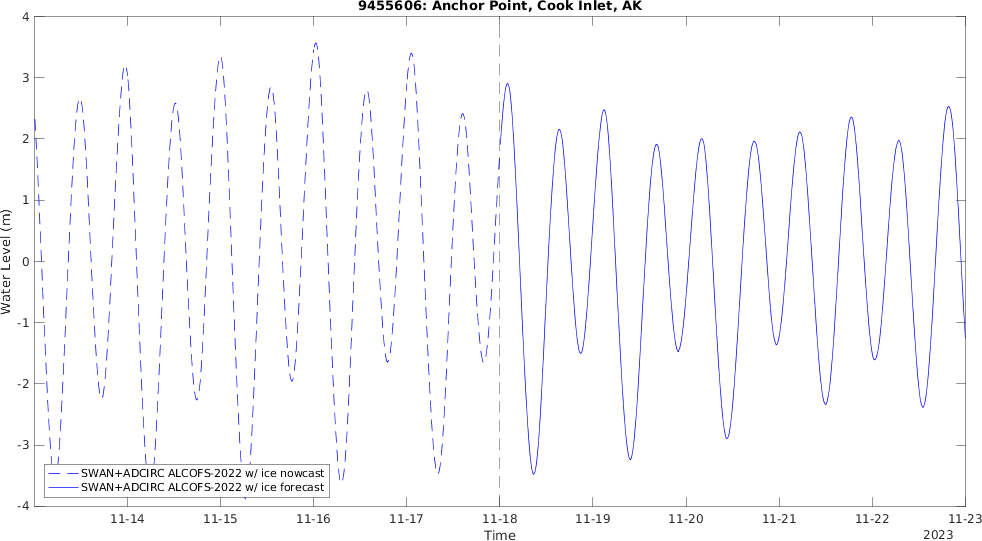 9455606: Anchor Point, Cook Inlet, AK
4
3
2
1
0
-1
-2
-3
-4
Water Level (m)
SWAN+ADCIRC ALCOFS-2022 w/ ice nowcast
SWAN+ADCIRC ALCOFS-2022 w/ ice forecast
11-14 11-15 11-16 11-17 11-18 11-19 11-20 11-21 11-22 11-23
Time
2023